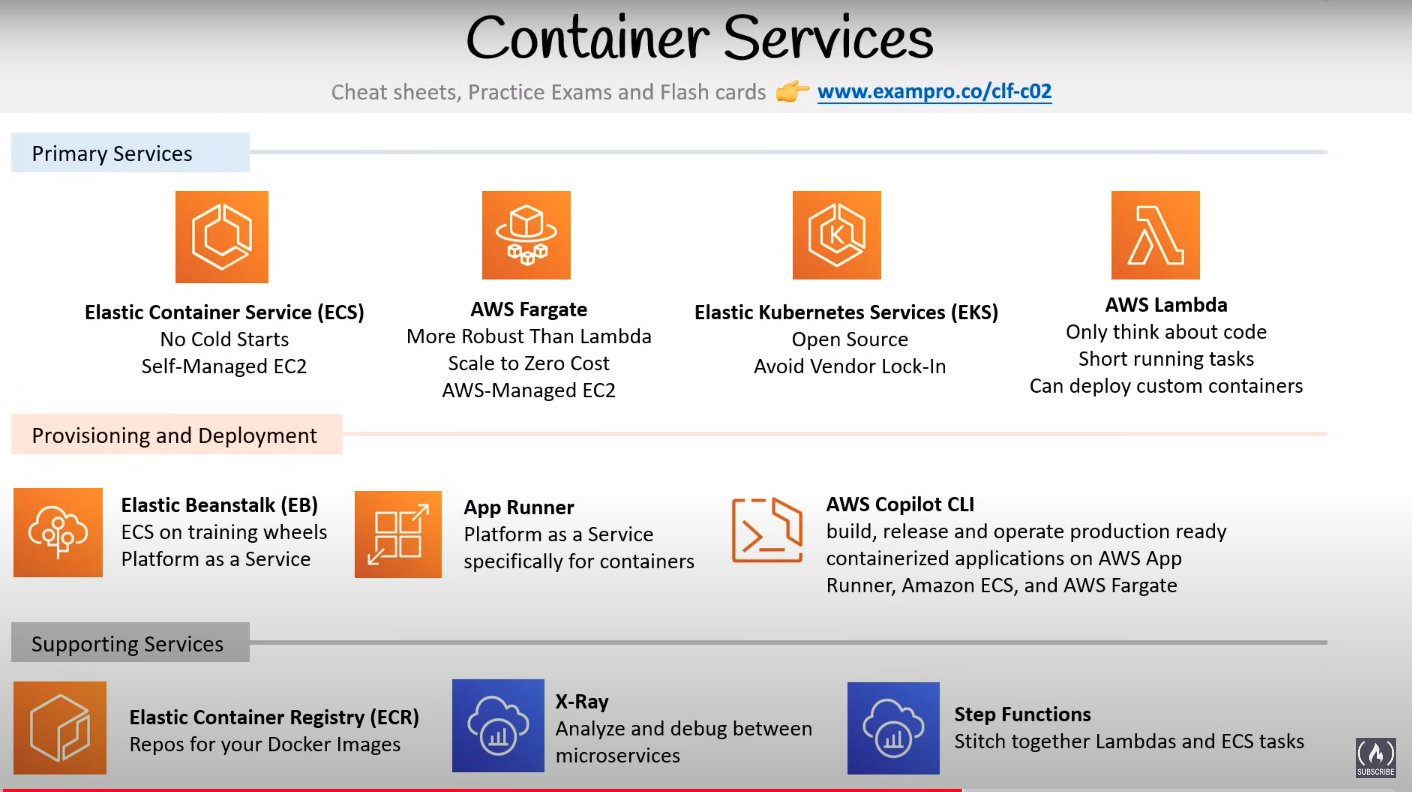 Container Services
Cheat sheets, Practice Exams and Flash cards 👉 www.exampro.co/clf-c02
Primary Services
Elastic Container Service (ECS)
No Cold Starts
Self-Managed EC2
AWS Fargate
More Robust Than Lambda
Scale to Zero Cost
AWS-Managed EC2
K
Elastic Kubernetes Services (EKS)
Open Source
Avoid Vendor Lock-In
AWS Lambda
Only think about code
Short running tasks
Can deploy custom containers
Provisioning and Deployment
Elastic Beanstalk (EB)
ECS on training wheels
Platform as a Service
App Runner
Platform as a Service
specifically for containers
AWS Copilot CLI
build, release and operate production ready
containerized applications on AWS App
Runner, Amazon ECS, and AWS Fargate
Supporting Services
Elastic Container Registry (ECR)
Repos for your Docker Images
X-Ray
Analyze and debug between
microservices
Step Functions
Stitch together Lambdas and ECS tasks
SUBSCRIBE